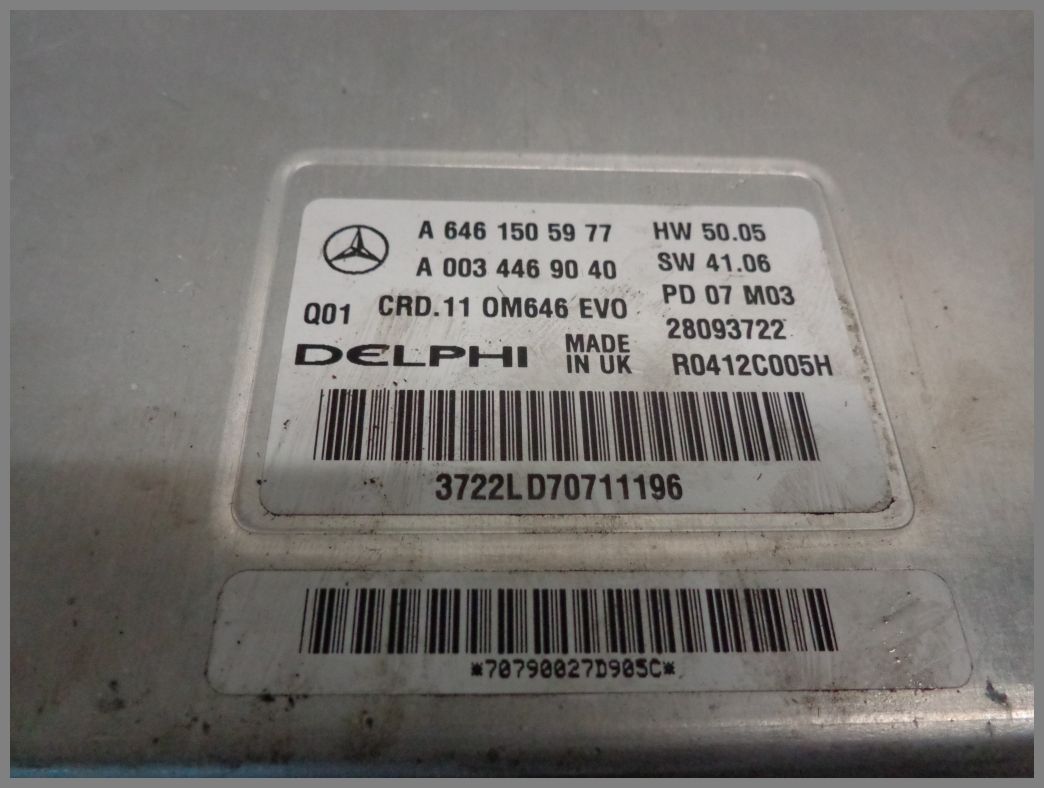 A 646 150 59 77 HW 50.05
A 003 446 90 40 SW 41.06
Q01 CRD.11 OM646 EVO PD 07 M03
28093722
DELPHI MADE IN UK R0412C005H
3722LD70711196
*70790027D905C*